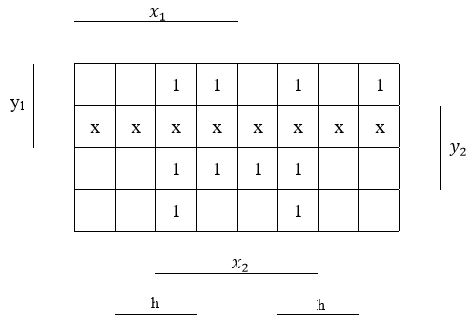 x₁
y₁
1 1 1 1
x x x x x x x x
y₂
1 1 1 1
1 1
x₂
h h